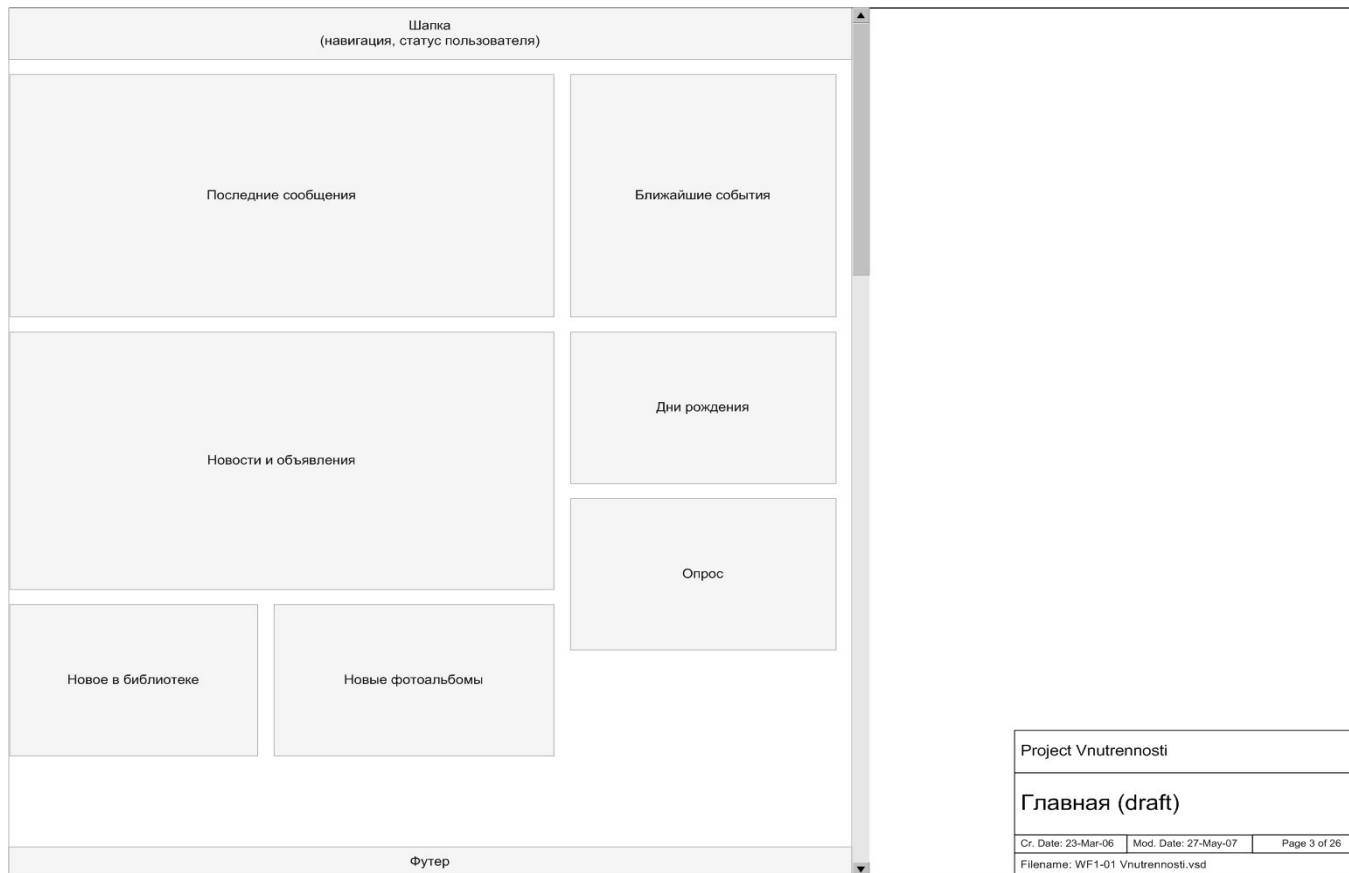 Шапка
(навигация, статус пользователя)
Последние сообщения
Ближайшие события
Новости и объявления
Дни рождения
Опрос
Новое в библиотеке
Новые фотоальбомы
Футер
Project Vnutrennosti
Главная (draft)
Cr. Date: 23-Mar-06 Mod. Date: 27-May-07 Page 3 of 26
Filename: WF1-01 Vnutrennosti.vsd